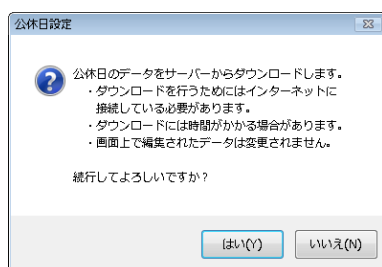 公休日設定
公休日のデータをサーバーからダウンロードします。
・ダウンロードを行うためにはインターネットに
接続している必要があります。
・ダウンロードには時間がかかる場合があります。
・画面上で編集されたデータは変更されません。
続行してよろしいですか？
はい(Y)
いいえ(N)